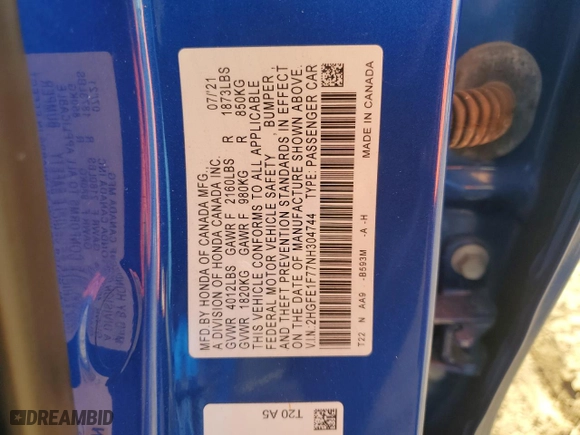 MFD. BY HONDA OF CANADA MFG., 07/'21
A DIVISION OF HONDA CANADA INC.
GVWR 4012LBS GAWR F 2160LBS R 1873LBS
GVWR 1820KG GAWR F 980KG R 850KG
THIS VEHICLE CONFORMS TO ALL APPLICABLE
FEDERAL MOTOR VEHICLE SAFETY , BUMPER ,
AND THEFT PREVENTION STANDARDS IN EFFECT
ON THE DATE OF MANUFACTURE SHOWN ABOVE.
V.I.N. 2HGFE1F77NH304744 TYPE: PASSENGER CAR
T22 N AA9 -B593M -A -H MADE IN CANADA
T20 A5
DREAMBID